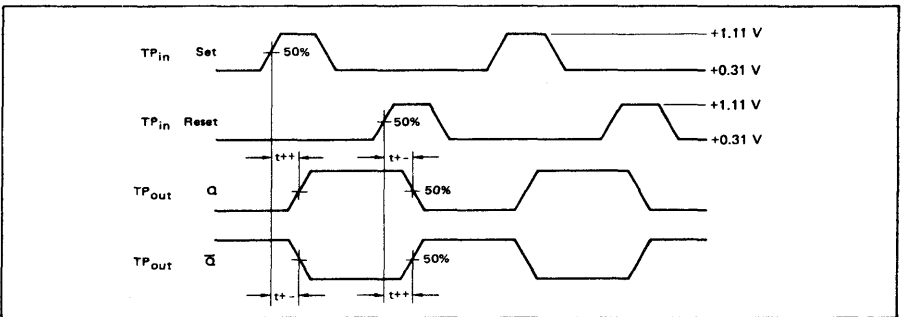 +1.11 V
TPin Set 50%
+0.31 V
+1.11 V
TPin Reset 50%
+0.31 V
t++ t+-
TPout Q 50%
TPout Q̅ 50%
t+- t++